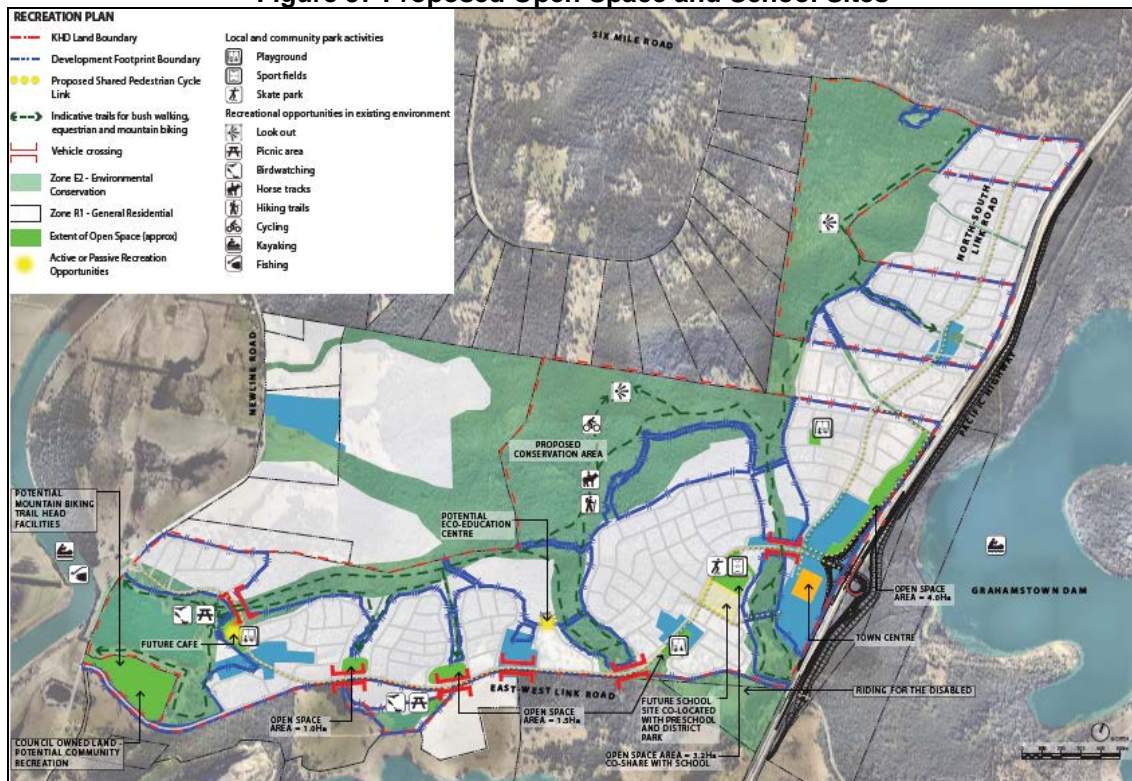 Figure 3: Proposed Open Space and School Sites
RECREATION PLAN
KHD Land Boundary
Development Footprint Boundary
Proposed Shared Pedestrian Cycle
Link
Indicative trails for bush walking,
equestrian and mountain biking
Vehicle crossing
Zone E2 - Environmental
Conservation
Zone R1 - General Residential
Extent of Open Space (approx)
Active or Passive Recreation
Opportunities
Local and community park activities
Playground
Sport fields
Skate park
Recreational opportunities in existing environment
Look out
Picnic area
Birdwatching
Horse tracks
Hiking trails
Cycling
Kayaking
Fishing
SIX MILE ROAD
NORTH-SOUTH
LINK ROAD
PACIFIC HIGHWAY
NEWLINE ROAD
PROPOSED
CONSERVATION AREA
POTENTIAL
MOUNTAIN BIKING
TRAIL HEAD
FACILITIES
POTENTIAL
ECO-EDUCATION
CENTRE
OPEN SPACE
AREA = 4.0Ha
GRAHAMSTOWN DAM
TOWN CENTRE
FUTURE CAFE
RIDING FOR THE DISABLED
EAST-WEST LINK ROAD
OPEN SPACE
AREA = 1.0Ha
OPEN SPACE
AREA = 1.5Ha
FUTURE SCHOOL
SITE CO-LOCATED
WITH PRESCHOOL
AND DISTRICT
PARK
COUNCIL OWNED LAND -
POTENTIAL COMMUNITY
RECREATION
OPEN SPACE AREA = 3.2Ha
CO-SHARE WITH SCHOOL
NORTH